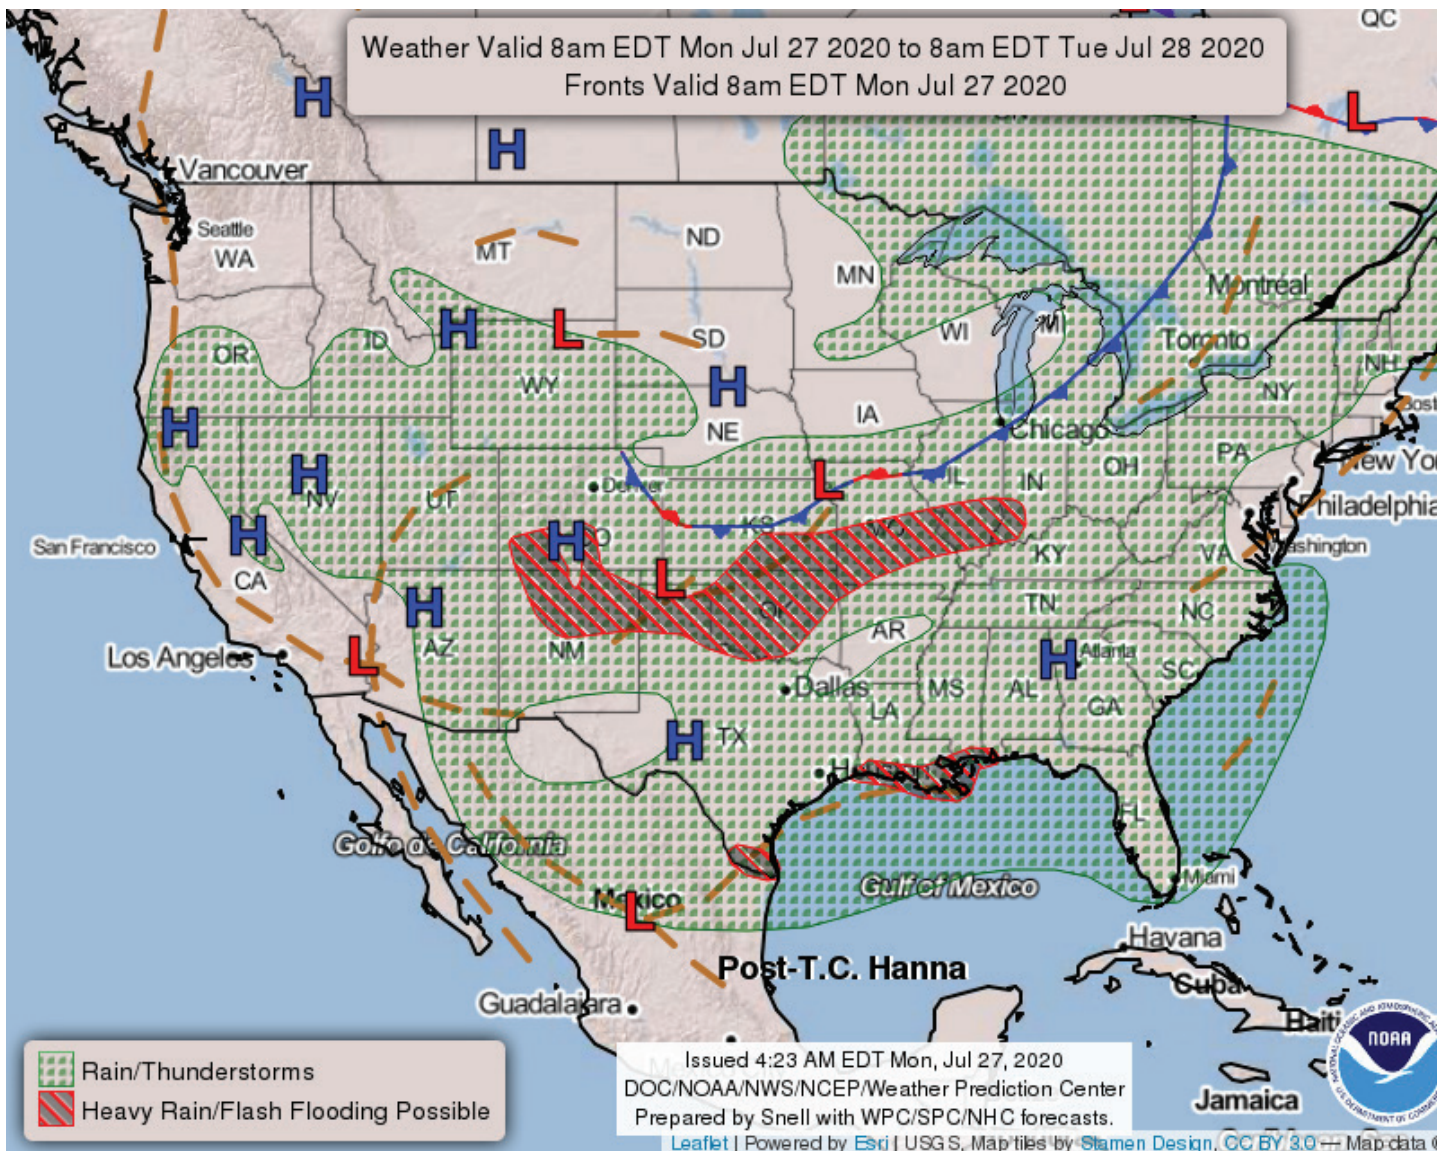 QC
Weather Valid 8am EDT Mon Jul 27 2020 to 8am EDT Tue Jul 28 2020
Fronts Valid 8am EDT Mon Jul 27 2020
H
L
H
Vancouver
Seattle
WA
MT
ND
MN
Montréal
OR
ID
H
L
SD
WI
MI
Toronto
NH
WY
H
NY
H
NE
IA
Chicago
PA
New Yo
H
NV
UT
Denver
L
IL
IN
OH
Philadelphia
San Francisco
H
CA
H
KS
MO
KY
VA
Washington
H
L
OK
TN
NC
Los Angeles
L
AZ
NM
AR
H
Atlanta
SC
Dallas
MS
AL
GA
LA
H
TX
FL
Golfo de California
Gulf of Mexico
Miami
Mexico
L
Havana
Post-T.C. Hanna
Cuba
Guadalajara
Haiti
NOAA
Rain/Thunderstorms
Heavy Rain/Flash Flooding Possible
Issued 4:23 AM EDT Mon, Jul 27, 2020
DOC/NOAA/NWS/NCEP/Weather Prediction Center
Prepared by Snell with WPC/SPC/NHC forecasts.
Jamaica
Leaflet | Powered by Esri | USGS, Map tiles by Stamen Design, CC BY 3.0 — Map data ©